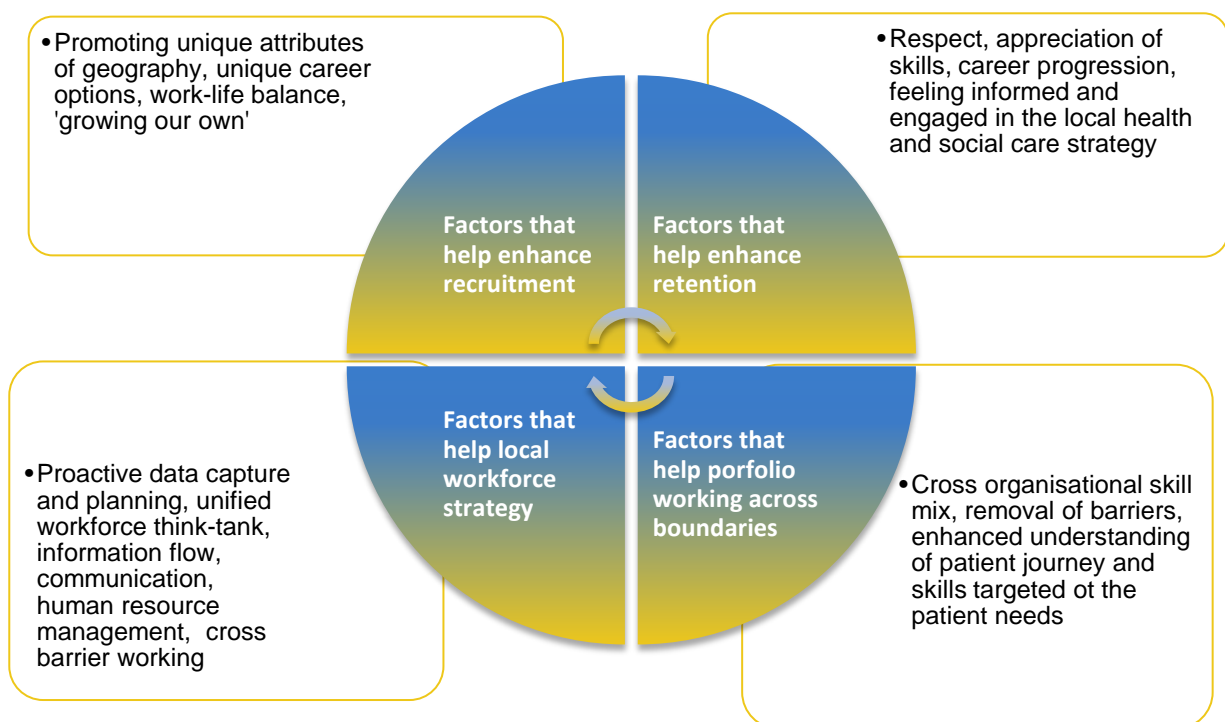 •Promoting unique attributes
of geography, unique career
options, work-life balance,
'growing our own'
•Respect, appreciation of
skills, career progression,
feeling informed and
engaged in the local health
and social care strategy
Factors that
help enhance
recruitment
Factors that
help enhance
retention
Factors that
help local
workforce
strategy
Factors that
help porfolio
working across
boundaries
•Proactive data capture
and planning, unified
workforce think-tank,
information flow,
communication,
human resource
management,  cross
barrier working
•Cross organisational skill
mix, removal of barriers,
enhanced understanding
of patient journey and
skills targeted ot the
patient needs